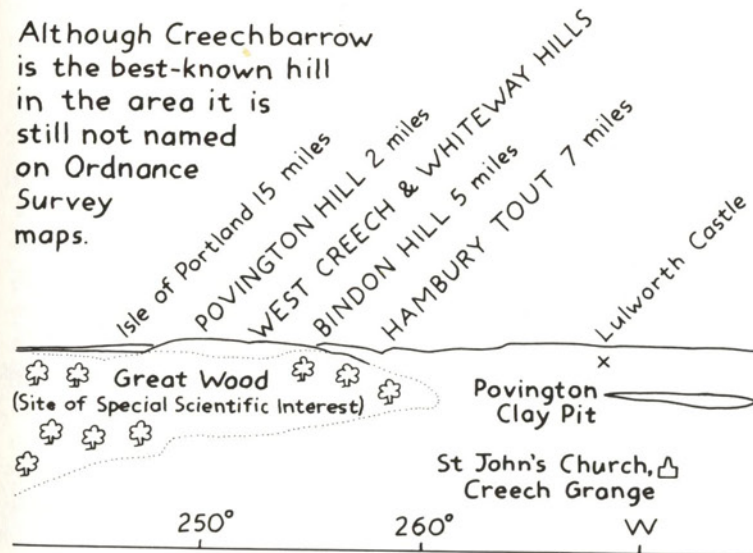 Although Creechbarrow
is the best-known hill
in the area it is
still not named
on Ordnance
Survey
maps.
Isle of Portland 15 miles
POVINGTON HILL 2 miles
WEST CREECH & WHITEWAY HILLS
BINDON HILL 5 miles
HAMBURY TOUT 7 miles
Lulworth Castle
x
Great Wood
(Site of Special Scientific Interest)
Povington
Clay Pit
St John's Church,
Creech Grange
250° 260° W